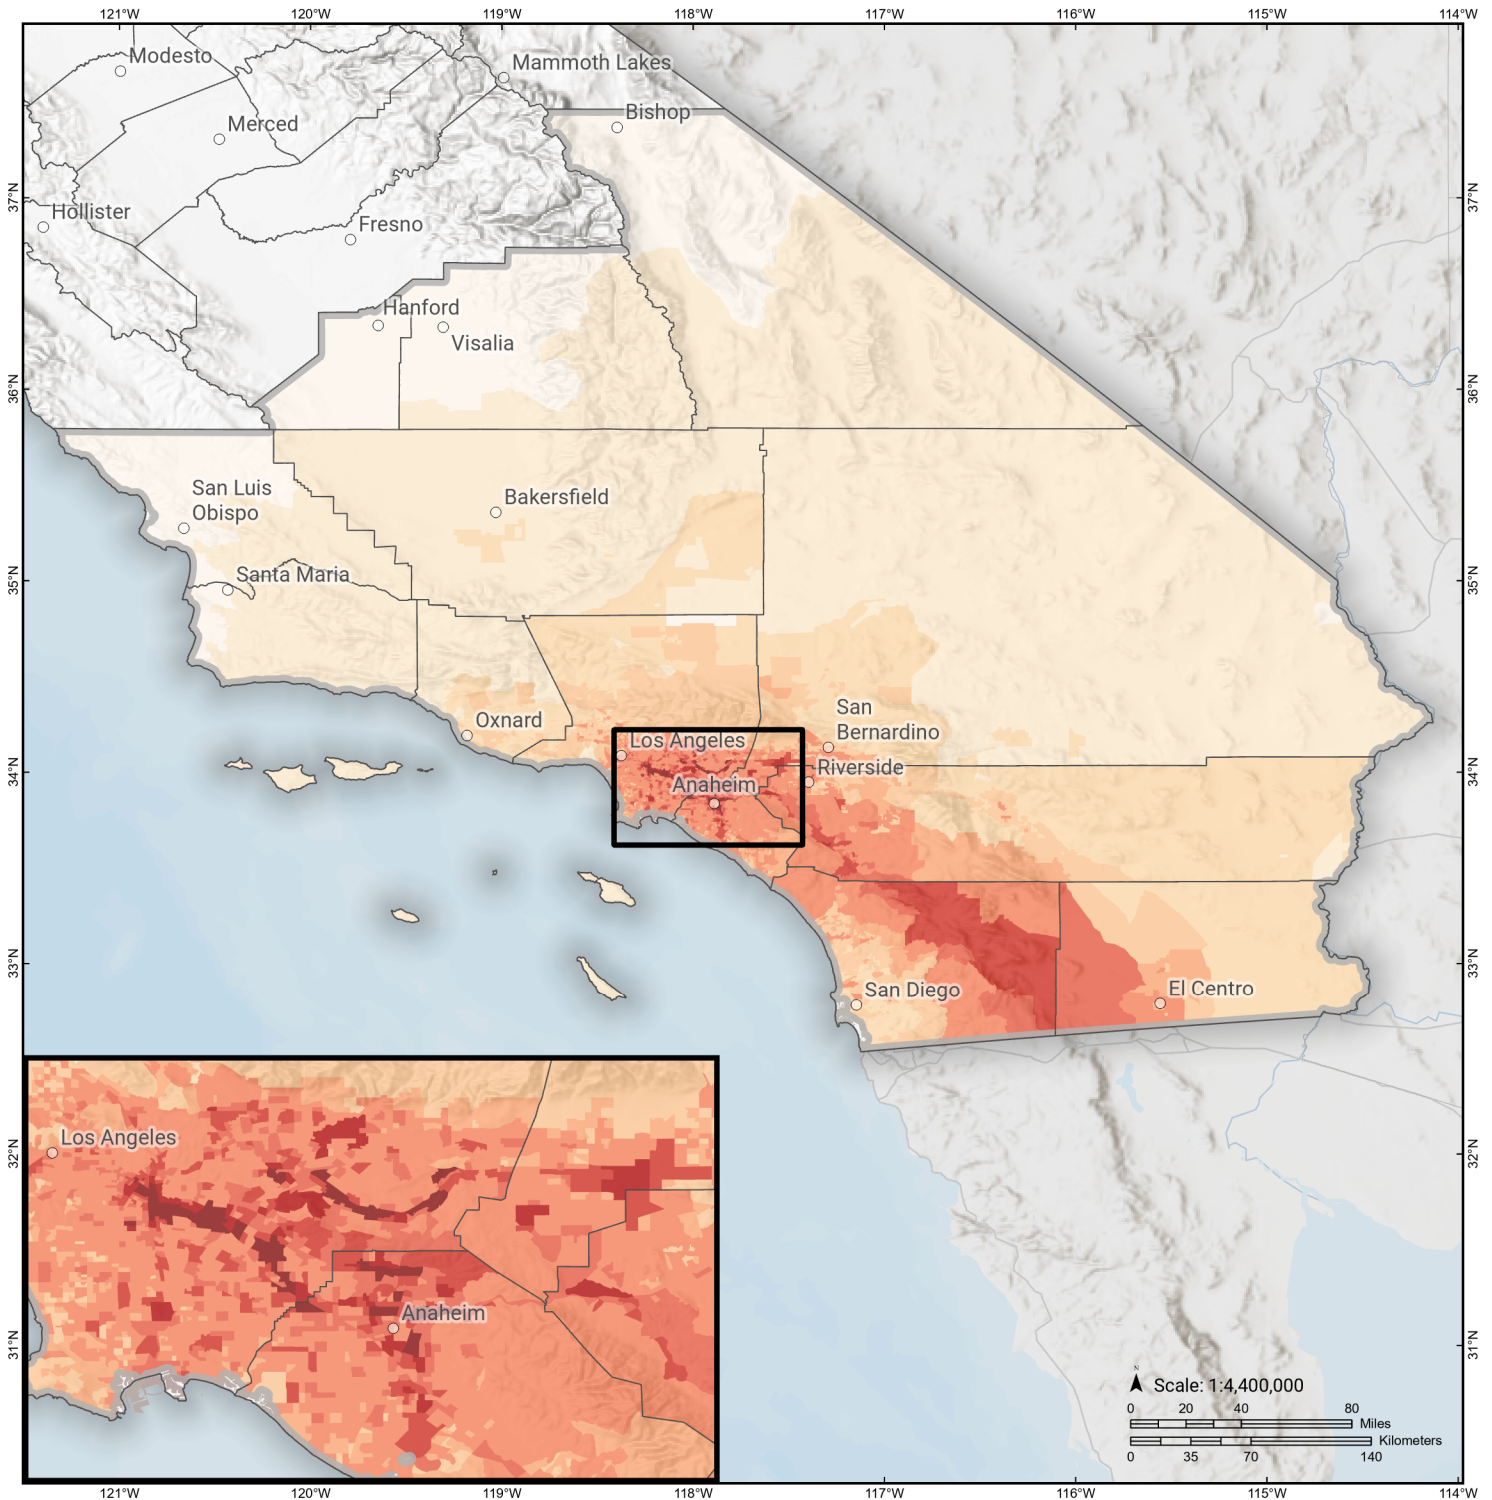 121°W 120°W 119°W 118°W 117°W 116°W 115°W 114°W
Modesto
Mammoth Lakes
Bishop
Merced
37°N
37°N
Hollister
Fresno
Hanford
Visalia
36°N
36°N
San Luis
Obispo
Bakersfield
35°N
35°N
Santa Maria
San
Bernardino
Oxnard
Los Angeles
34°N
34°N
Riverside
Anaheim
33°N
33°N
San Diego
El Centro
Los Angeles
32°N
32°N
Anaheim
31°N
31°N
N
Scale: 1:4,400,000
0 20 40 80
Miles
Kilometers
0 35 70 140
121°W 120°W 119°W 118°W 117°W 116°W 115°W 114°W